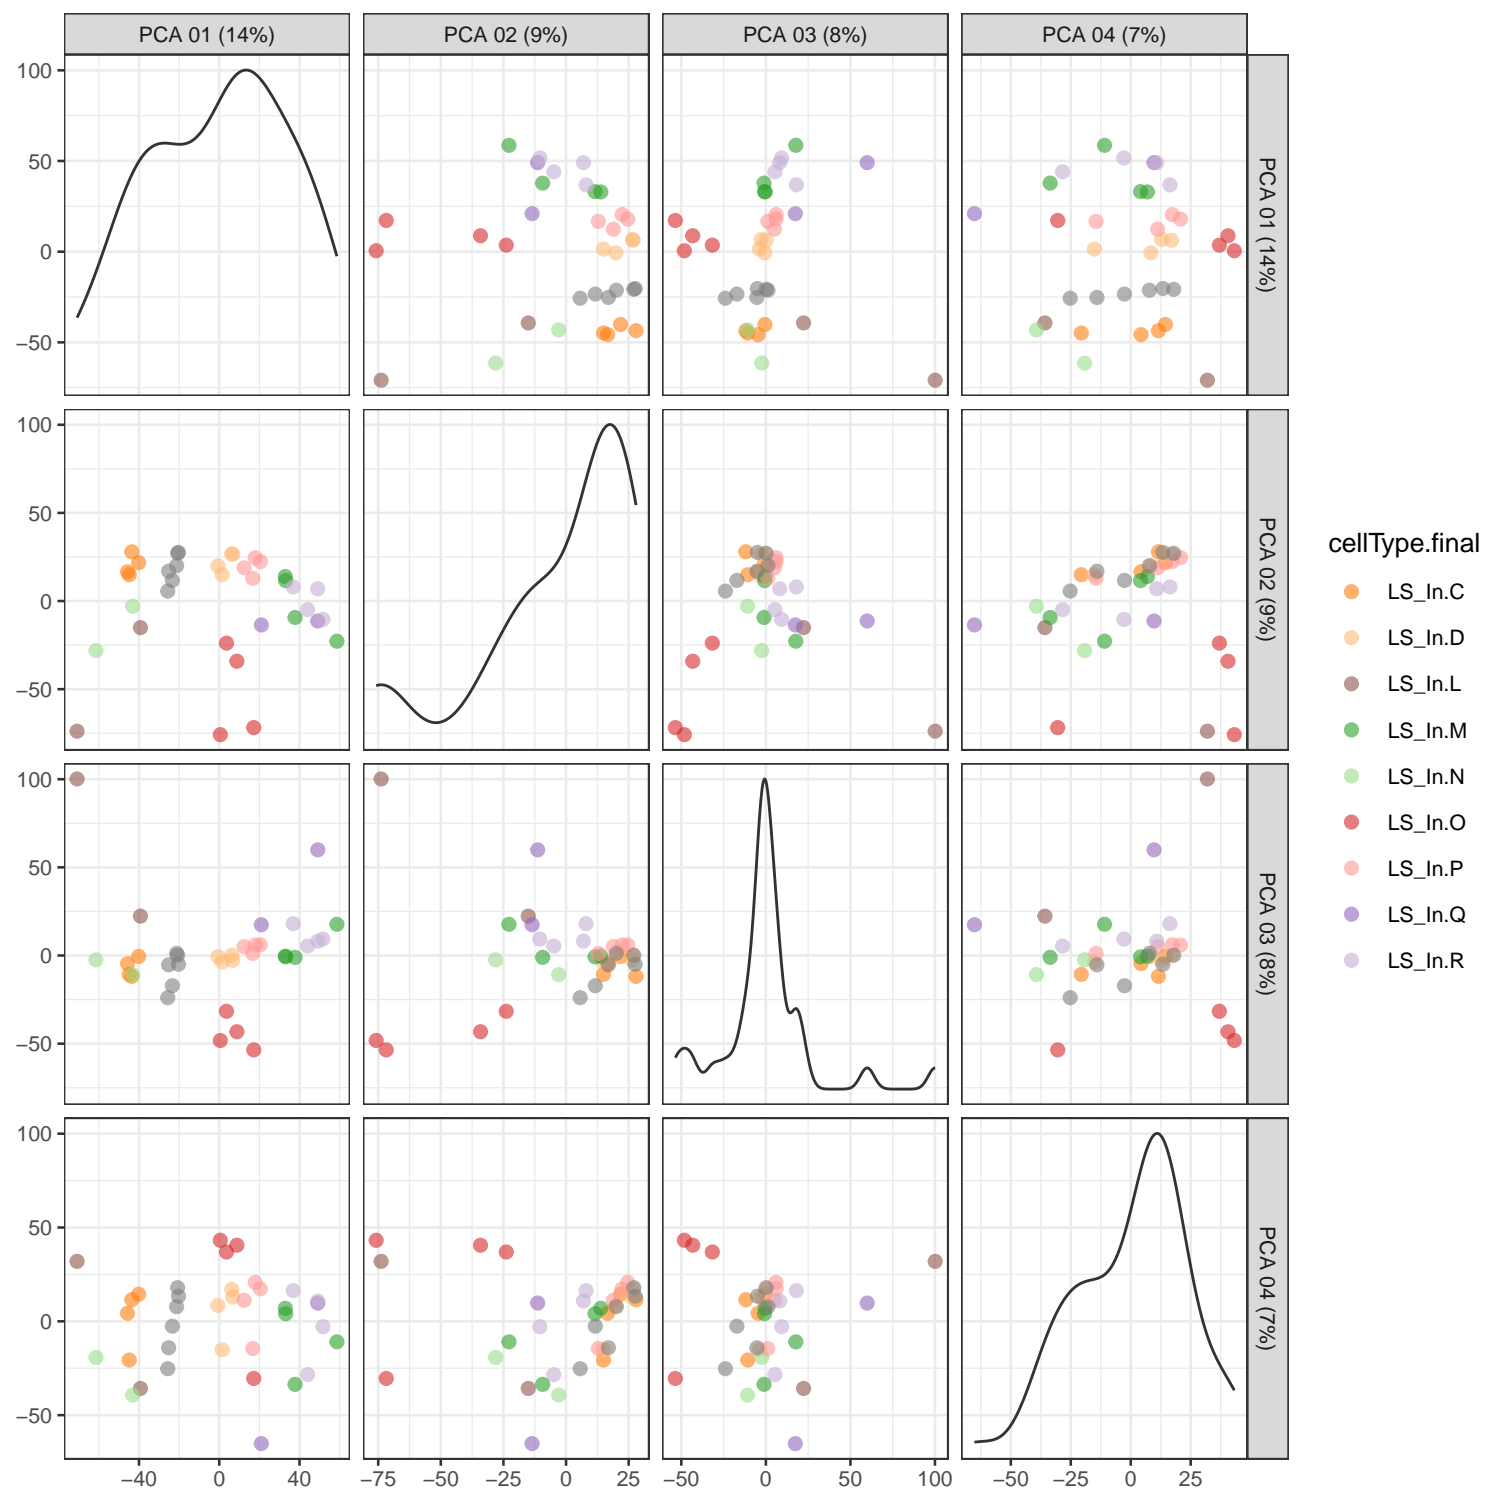 PCA 01 (14%)
PCA 02 (9%)
PCA 03 (8%)
PCA 04 (7%)
100
50
0
−50
PCA 01 (14%)
100
50
0
−50
PCA 02 (9%)
100
50
0
−50
PCA 03 (8%)
100
50
0
−50
PCA 04 (7%)
−40 0 40
−75 −50 −25 0 25
−50 0 50 100
−50 −25 0 25
cellType.final
LS_In.C
LS_In.D
LS_In.L
LS_In.M
LS_In.N
LS_In.O
LS_In.P
LS_In.Q
LS_In.R